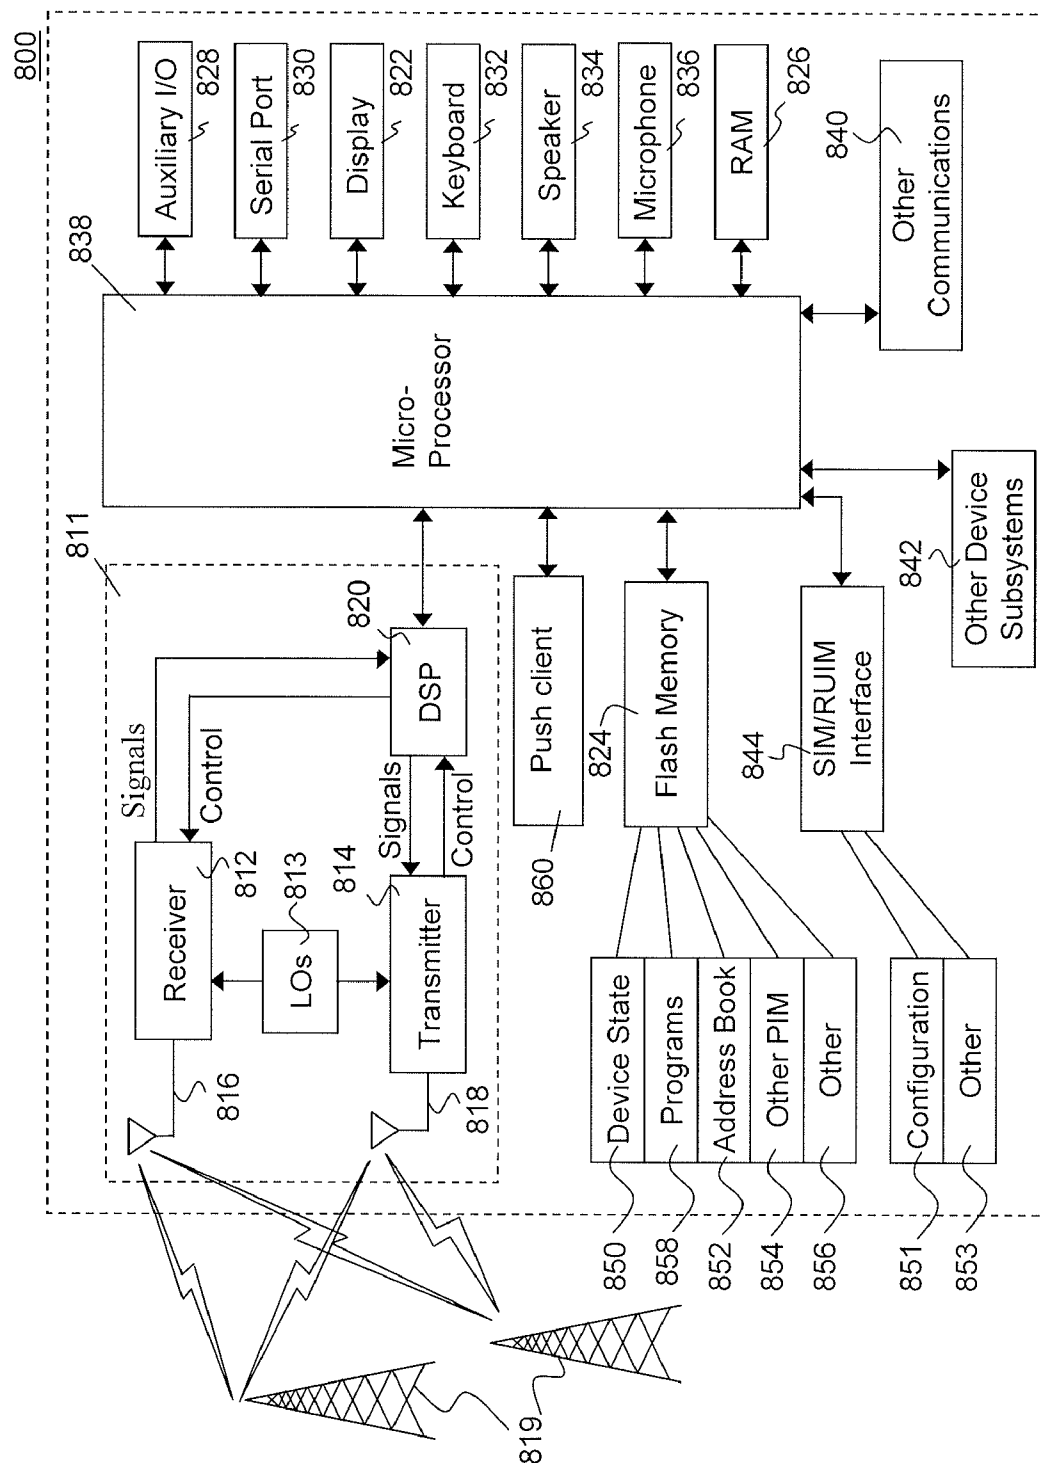 800
Auxiliary I/O
828
Serial Port
830
Display
822
Keyboard
832
Speaker
834
Microphone
836
RAM
826
838
Micro-
Processor
840
Other
Communications
811
820
DSP
Signals
Control
Signals
Control
Receiver
812
LOs
813
814
Transmitter
816
818
819
Push client
860
824
Flash Memory
844
SIM/RUIM
Interface
842
Other Device
Subsystems
Device State
Programs
Address Book
Other PIM
Other
850
858
852
854
856
Configuration
Other
851
853